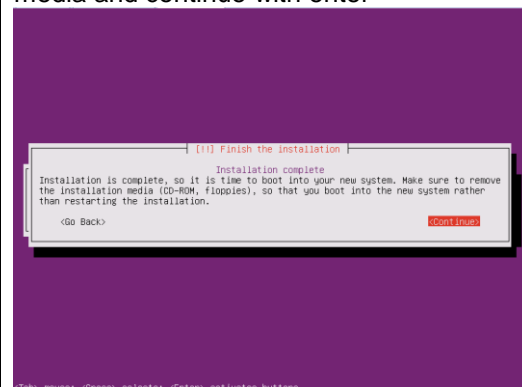 media and continue with enter
[!!] Finish the installation
Installation complete
Installation is complete, so it is time to boot into your new system. Make sure to remove
the installation media (CD-ROM, floppies), so that you boot into the new system rather
than restarting the installation.
<Go Back> <Continue>
<Tab> moves; <Space> selects; <Enter> activates buttons